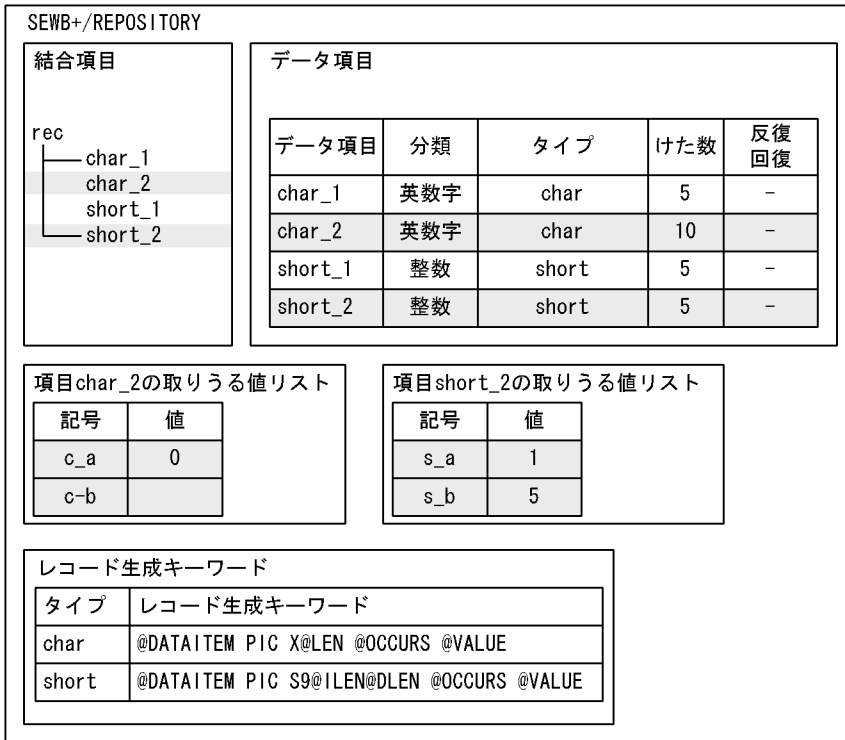 SEWB+/REPOSITORY
結合項目
rec
char_1
char_2
short_1
short_2
データ項目
データ項目 分類 タイプ けた数 反復
回復
char_1 英数字 char 5 －
char_2 英数字 char 10 －
short_1 整数 short 5 －
short_2 整数 short 5 －
項目char_2の取りうる値リスト
記号 値
c_a 0
c-b
項目short_2の取りうる値リスト
記号 値
s_a 1
s_b 5
レコード生成キーワード
タイプ レコード生成キーワード
char @DATAITEM PIC X@LEN @OCCURS @VALUE
short @DATAITEM PIC S9@ILEN@DLEN @OCCURS @VALUE